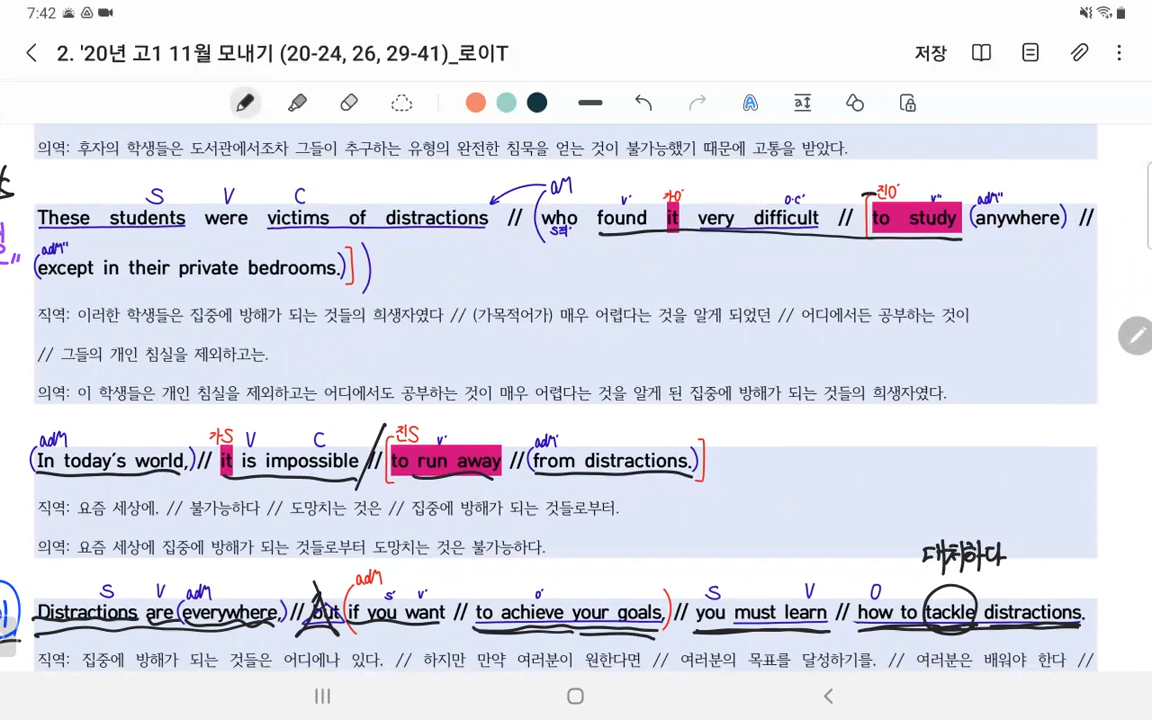 7:42
2. '20년 고1 11월 모내기 (20-24, 26, 29-41)_로이T
저장
의역: 후자의 학생들은 도서관에서조차 그들이 추구하는 유형의 완전한 침묵을 얻는 것이 불가능했기 때문에 고통을 받았다.
S V C aM v' 가O' o.c' 진O' v" adM"
These students were victims of distractions // (who found it very difficult // [to study (anywhere) //
adM"
(except in their private bedrooms.)])
직역: 이러한 학생들은 집중에 방해가 되는 것들의 희생자였다 // (가목적어가) 매우 어렵다는 것을 알게 되었던 // 어디에서든 공부하는 것이
// 그들의 개인 침실을 제외하고는.
의역: 이 학생들은 개인 침실을 제외하고는 어디에서도 공부하는 것이 매우 어렵다는 것을 알게 된 집중에 방해가 되는 것들의 희생자였다.
adM 가S V C 진S v' adM'
(In today's world,) // it is impossible // [to run away // (from distractions.)]
직역: 요즘 세상에, // 불가능하다 // 도망치는 것은 // 집중에 방해가 되는 것들로부터.
의역: 요즘 세상에 집중에 방해가 되는 것들로부터 도망치는 것은 불가능하다.
대처하다
S V adM adM s' v' o' S V O
Distractions are (everywhere,) // but (if you want // to achieve your goals,) // you must learn // how to tackle distractions.
직역: 집중에 방해가 되는 것들은 어디에나 있다. // 하지만 만약 여러분이 원한다면 // 여러분의 목표를 달성하기를, // 여러분은 배워야 한다 //